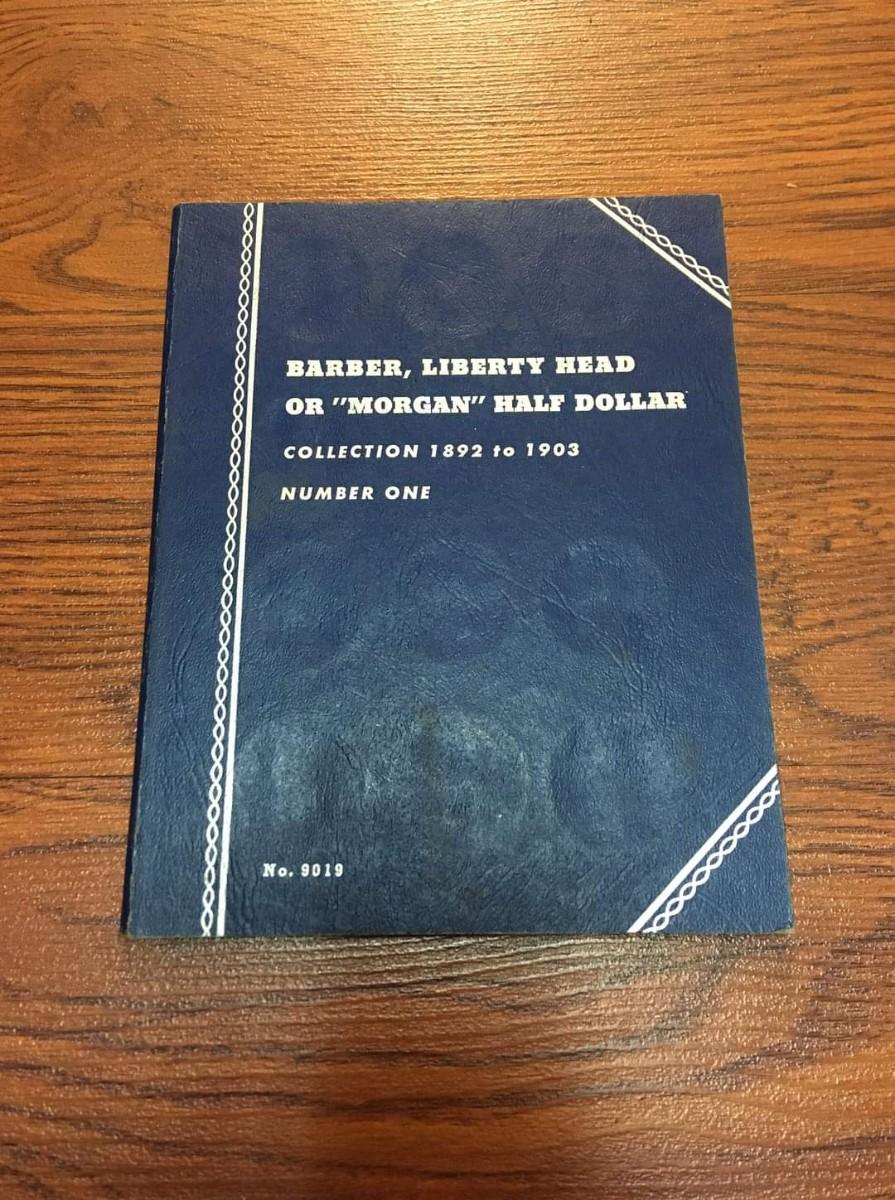 BARBER, LIBERTY HEAD
OR "MORGAN" HALF DOLLAR
COLLECTION 1892 to 1903
NUMBER ONE
No. 9019